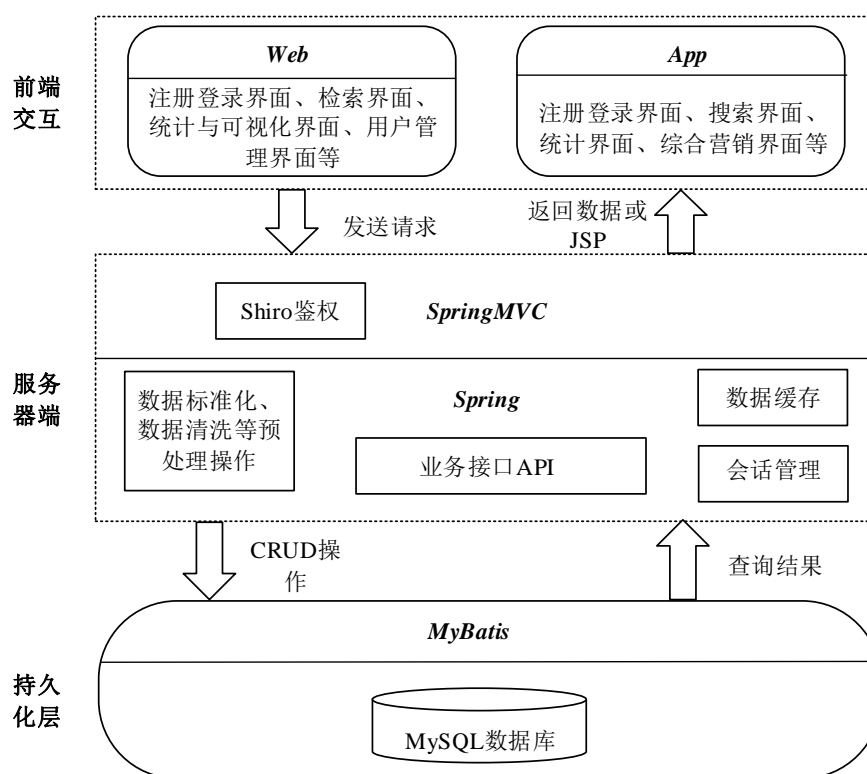 前端
交互
Web
注册登录界面、检索界面、
统计与可视化界面、用户管
理界面等
App
注册登录界面、搜索界面、
统计界面、综合营销界面等
发送请求
返回数据或
JSP
服务
器端
Shiro鉴权
SpringMVC
数据标准化、
数据清洗等预
处理操作
Spring
业务接口API
数据缓存
会话管理
CRUD操
作
查询结果
持久
化层
MyBatis
MySQL数据库